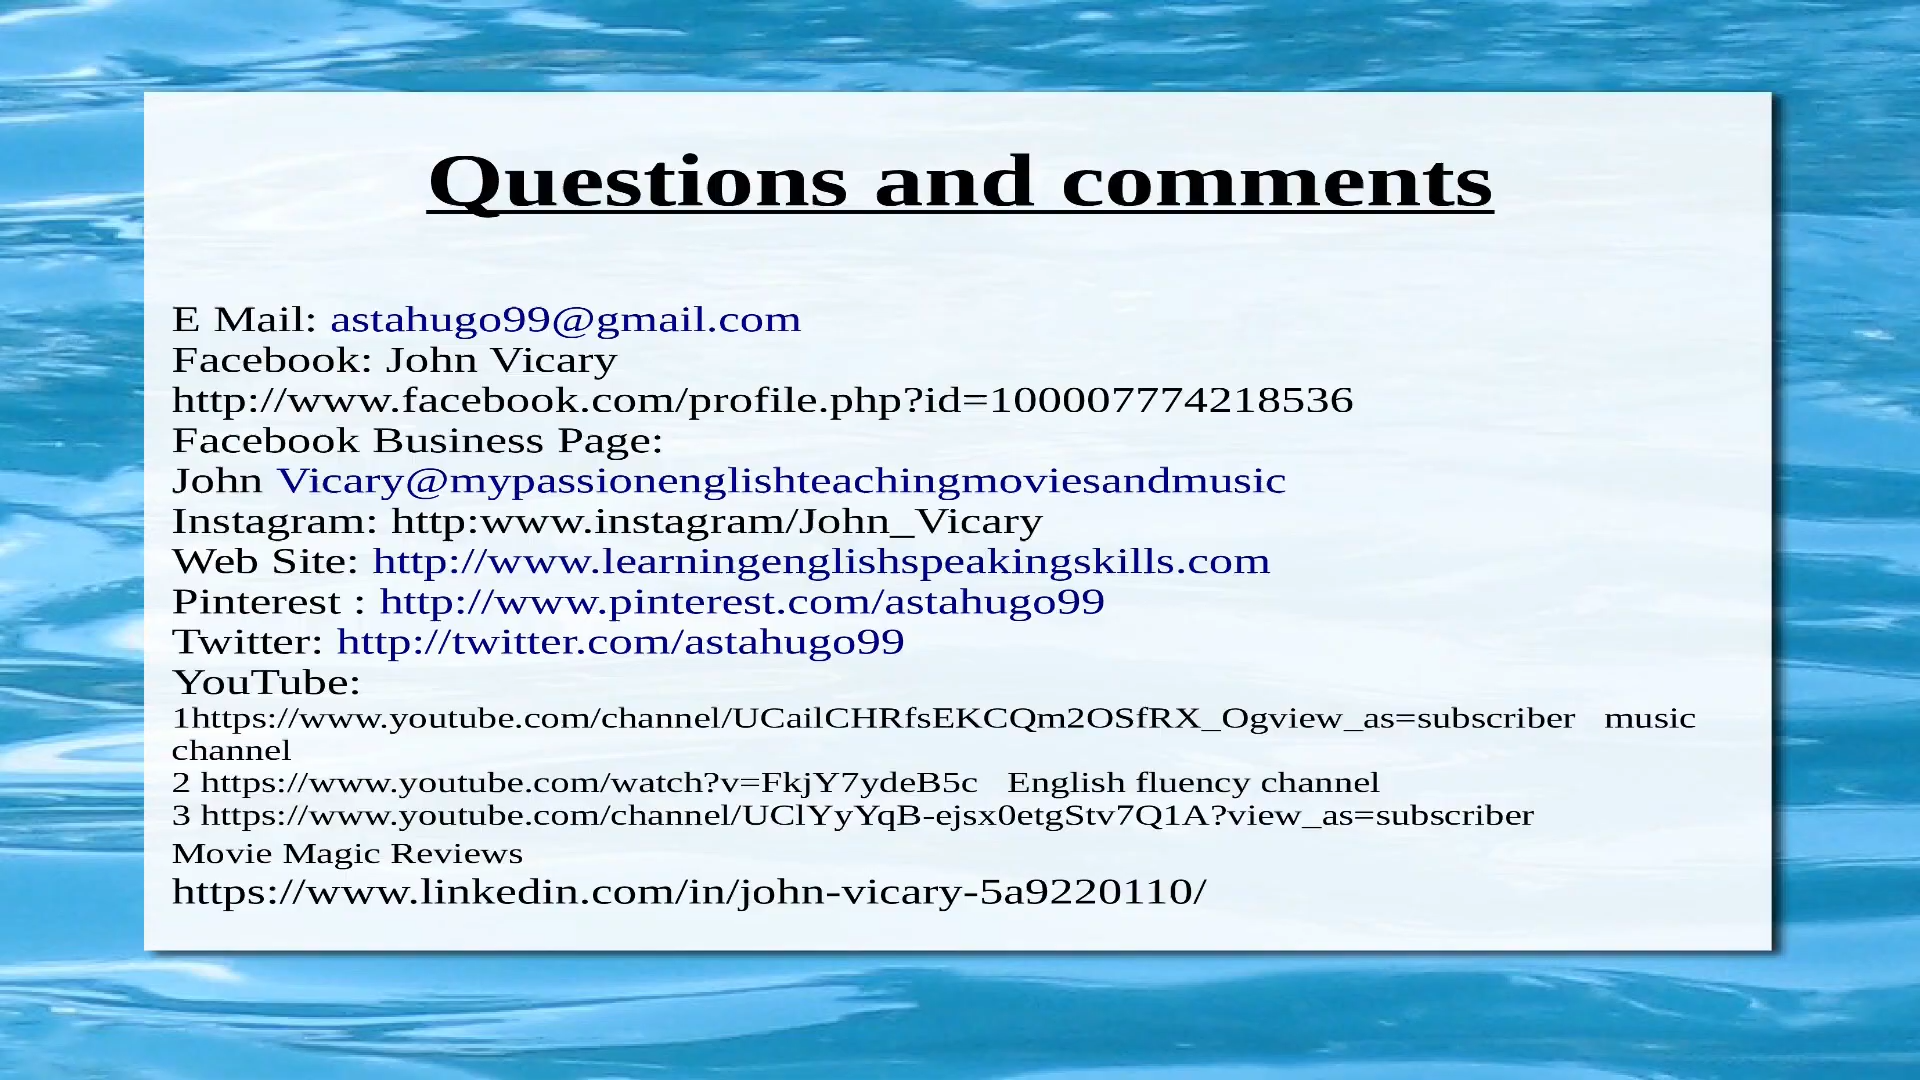 Questions and comments
E Mail: astahugo99@gmail.com
Facebook: John Vicary
http://www.facebook.com/profile.php?id=100007774218536
Facebook Business Page:
John Vicary@mypassionenglishteachingmoviesandmusic
Instagram: http:www.instagram/John_Vicary
Web Site: http://www.learningenglishspeakingskills.com
Pinterest : http://www.pinterest.com/astahugo99
Twitter: http://twitter.com/astahugo99
YouTube:
1https://www.youtube.com/channel/UCailCHRfsEKCQm2OSfRX_Ogview_as=subscriber music
channel
2 https://www.youtube.com/watch?v=FkjY7ydeB5c English fluency channel
3 https://www.youtube.com/channel/UClYyYqB-ejsx0etgStv7Q1A?view_as=subscriber
Movie Magic Reviews
https://www.linkedin.com/in/john-vicary-5a9220110/